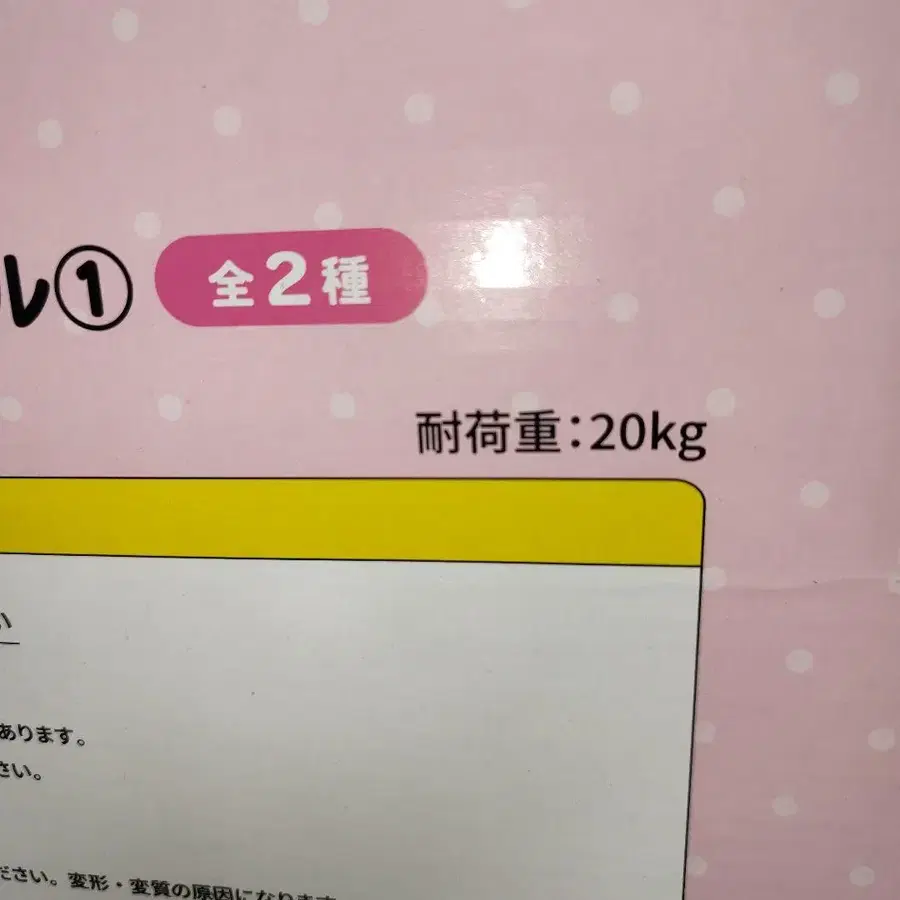 ル① 全2種
耐荷重：20kg
い
あります。
さい。
ださい。変形・変質の原因になります